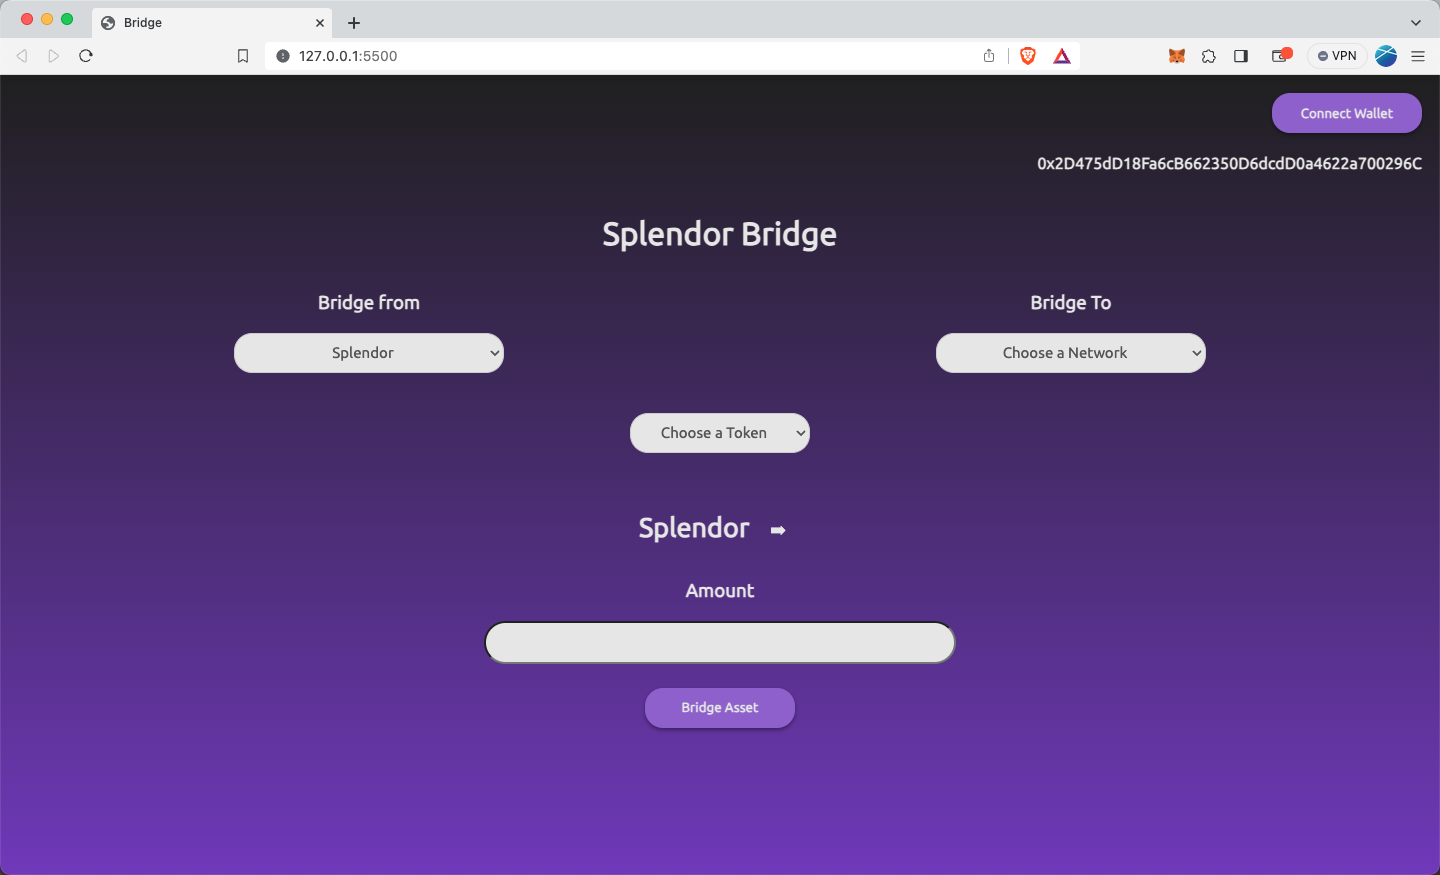 Bridge
127.0.0.1:5500
VPN
Connect Wallet
0x2D475dD18Fa6cB662350D6dcdD0a4622a700296C
Splendor Bridge
Bridge from
Bridge To
Splendor
Choose a Network
Choose a Token
Splendor ➡
Amount
Bridge Asset